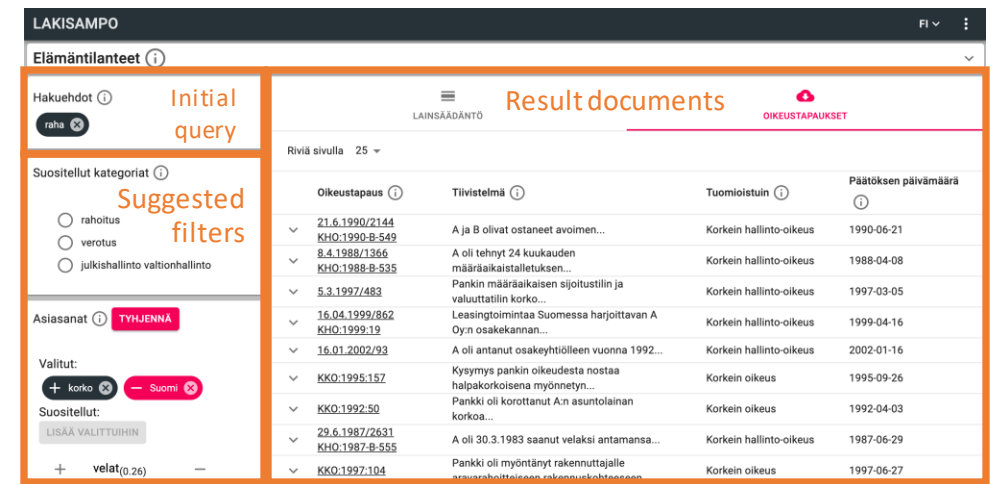 LAKISAMPO
FI
Elämäntilanteet
Hakuehdot
raha
Initial
query
Suositellut kategoriat
Suggested
filters
rahoitus
verotus
julkishallinto valtionhallinto
Asiasanat TYHJENNÄ
Valitut:
+ korko — Suomi
Suositellut:
LISÄÄ VALITTUIHIN
+ velat(0.26) —
Result documents
LAINSÄÄDÄNTÖ OIKEUSTAPAUKSET
Riviä sivulla 25
Oikeustapaus Tiivistelmä Tuomioistuin Päätöksen päivämäärä
21.6.1990/2144
KHO:1990-B-549 A ja B olivat ostaneet avoimen... Korkein hallinto-oikeus 1990-06-21
8.4.1988/1366 A oli tehnyt 24 kuukauden
KHO:1988-B-535 määräaikaistalletuksen... Korkein hallinto-oikeus 1988-04-08
5.3.1997/483 Pankin määräaikaisen sijoitustilin ja
valuuttatilin korko... Korkein hallinto-oikeus 1997-03-05
16.04.1999/862 Leasingtoimintaa Suomessa harjoittavan A
KHO:1999:19 Oy:n osakekannan... Korkein hallinto-oikeus 1999-04-16
16.01.2002/93 A oli antanut osakeyhtiölleen vuonna 1992... Korkein hallinto-oikeus 2002-01-16
KKO:1995:157 Kysymys pankin oikeudesta nostaa
halpakorkoisena myönnetyn... Korkein oikeus 1995-09-26
KKO:1992:50 Pankki oli korottanut A:n asuntolainan
korkoa... Korkein oikeus 1992-04-03
29.6.1987/2631
KHO:1987-B-555 A oli 30.3.1983 saanut velaksi antamansa... Korkein hallinto-oikeus 1987-06-29
KKO:1997:104 Pankki oli myöntänyt rakennuttajalle
aravarahoitteiseen rakennuskohteeseen Korkein oikeus 1997-06-27